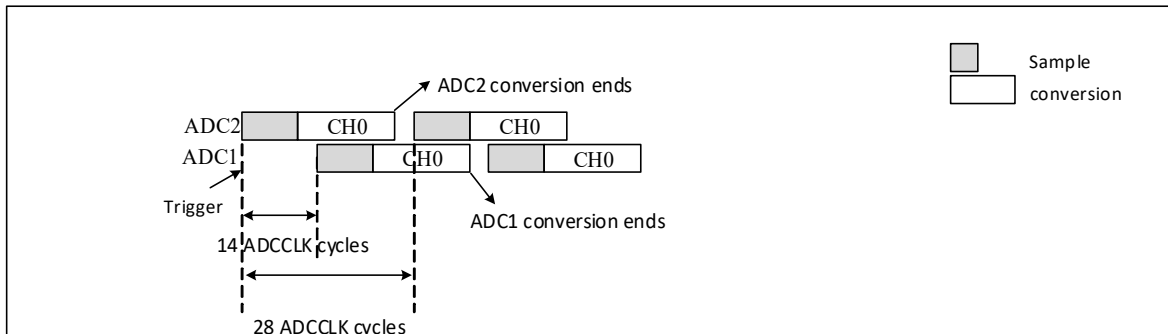 Sample
conversion
ADC2 conversion ends
ADC2
CH0
CH0
ADC1
CH0
CH0
Trigger
ADC1 conversion ends
14 ADCCLK cycles
28 ADCCLK cycles